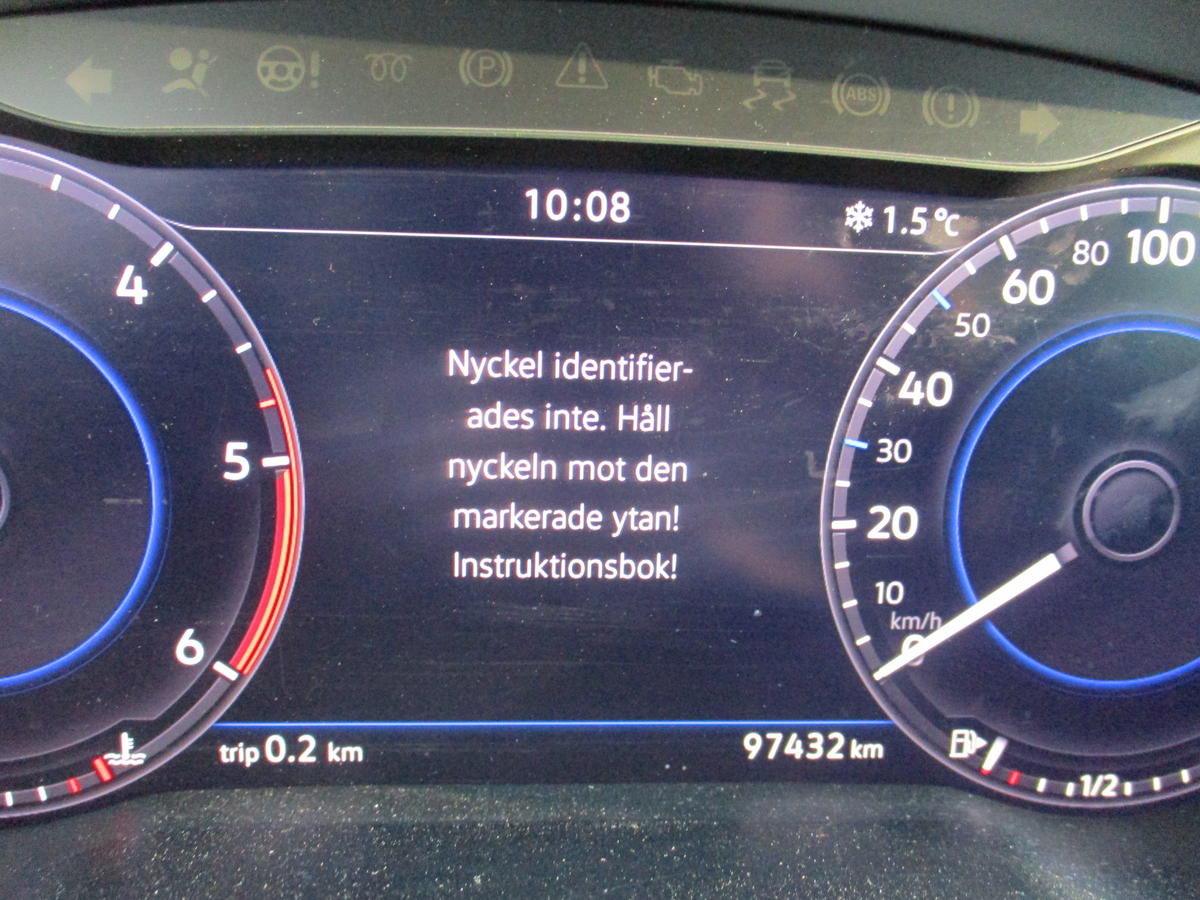 P
ABS
10:08
1.5°C
4
5
6
Nyckel identifier-
ades inte. Håll
nyckeln mot den
markerade ytan!
Instruktionsbok!
100
80
60
50
40
30
20
10
km/h
0
trip 0.2 km
97432 km
1/2